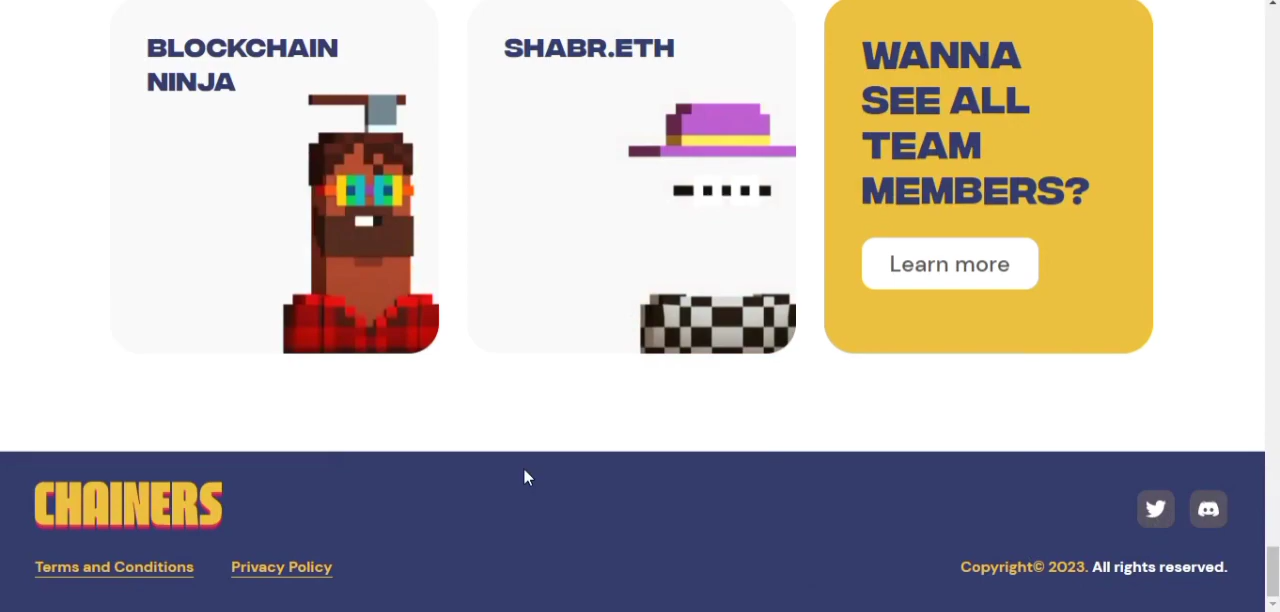 BLOCKCHAIN
NINJA
SHABR.ETH
WANNA
SEE ALL
TEAM
MEMBERS?
Learn more
CHAINERS
Terms and Conditions
Privacy Policy
Copyright© 2023. All rights reserved.